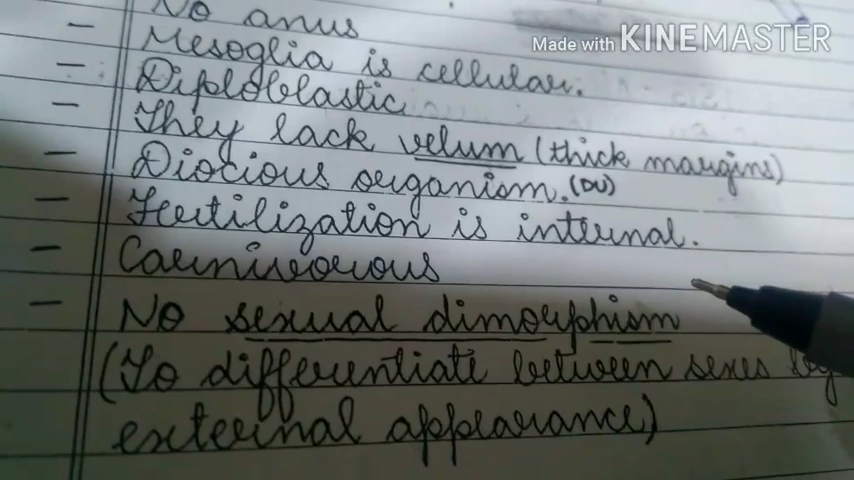 No anus
Made with KINEMASTER
- Mesoglia is cellular.
- Diploblastic
- They lack velum (thick margins)
- Diocious organism. (DU)
- Fertilization is internal.
- Carnivorous
- No sexual dimorphism
(To differentiate between sexes by
external appearance)